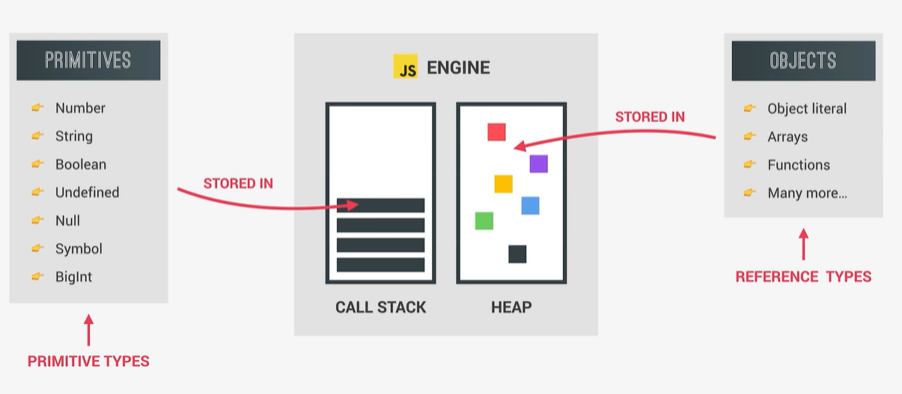 PRIMITIVES
Number
String
Boolean
Undefined
Null
Symbol
BigInt
PRIMITIVE TYPES
STORED IN
JS ENGINE
CALL STACK
HEAP
STORED IN
OBJECTS
Object literal
Arrays
Functions
Many more...
REFERENCE TYPES